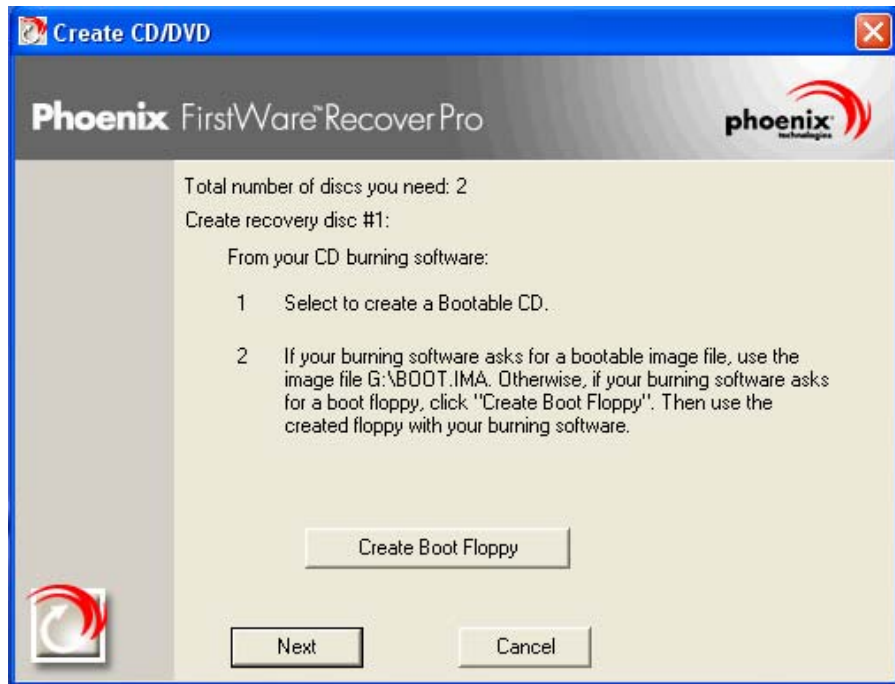 Create CD/DVD
Phoenix FirstWare™ RecoverPro
phoenix
technologies
Total number of discs you need: 2
Create recovery disc #1:
From your CD burning software:
1 Select to create a Bootable CD.
2 If your burning software asks for a bootable image file, use the
image file G:\BOOT.IMA. Otherwise, if your burning software asks
for a boot floppy, click "Create Boot Floppy". Then use the
created floppy with your burning software.
Create Boot Floppy
Next
Cancel